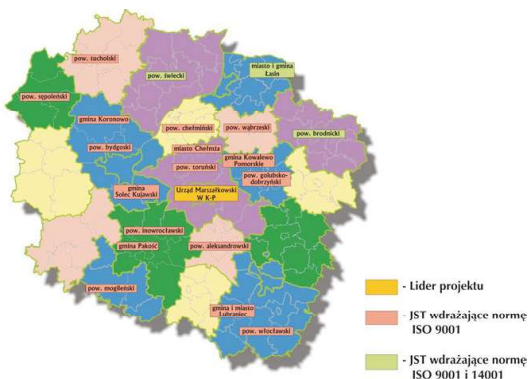 pow. tucholski
pow. świecki
miasto i gmina
Łasin
pow. sępoleński
gmina Koronowo
pow. chełmiński
pow. wąbrzeski
pow. brodnicki
pow. bydgoski
miasto Chełmża
gmina Kowalewo
Pomorskie
pow. toruński
pow. golubsko-
dobrzyński
gmina
Solec Kujawski
Urząd Marszałkowski
W K-P
pow. inowrocławski
gmina Pakość
pow. aleksandrowski
pow. mogileński
gmina i miasto
Lubraniec
pow. włocławski
- Lider projektu
- JST wdrażające normę
ISO 9001
- JST wdrażające normę
ISO 9001 i 14001